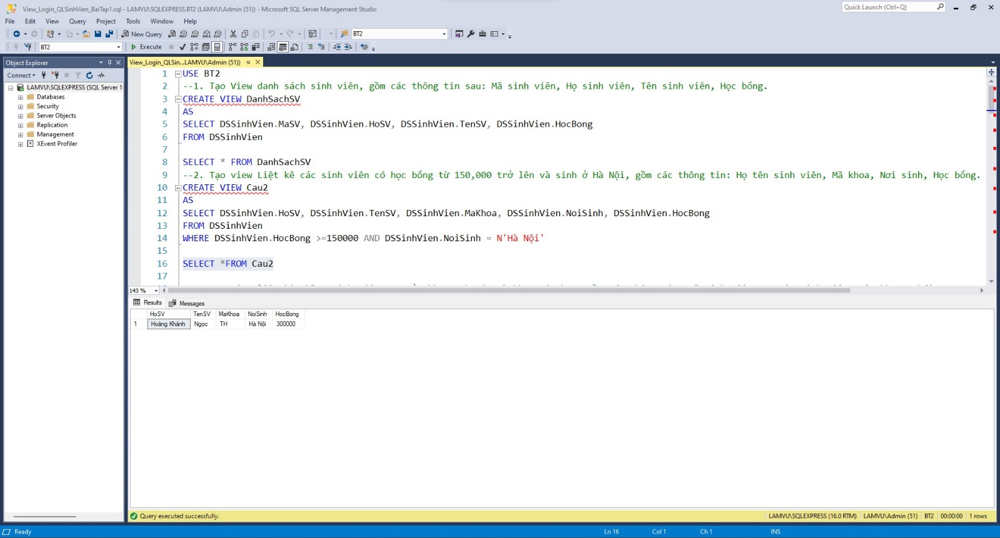 View_Login_QLSinhVien_BaiTap1.sql - LAMVU\SQLEXPRESS.BT2 (LAMVU\Admin (51)) - Microsoft SQL Server Management Studio
Quick Launch (Ctrl+Q)
File Edit View Query Project Tools Window Help
New Query
BT2
BT2
Execute
Object Explorer
Connect
LAMVU\SQLEXPRESS (SQL Server 1
Databases
Security
Server Objects
Replication
Management
XEvent Profiler
View_Login_QLSin...LAMVU\Admin (51))
1 USE BT2
2 --1. Tạo View danh sách sinh viên, gồm các thông tin sau: Mã sinh viên, Họ sinh viên, Tên sinh viên, Học bổng.
3 CREATE VIEW DanhSachSV
4 AS
5 SELECT DSSinhVien.MaSV, DSSinhVien.HoSV, DSSinhVien.TenSV, DSSinhVien.HocBong
6 FROM DSSinhVien
7
8 SELECT * FROM DanhSachSV
9 --2. Tạo view Liệt kê các sinh viên có học bổng từ 150,000 trở lên và sinh ở Hà Nội, gồm các thông tin: Họ tên sinh viên, Mã khoa, Nơi sinh, Học bổng.
10 CREATE VIEW Cau2
11 AS
12 SELECT DSSinhVien.HoSV, DSSinhVien.TenSV, DSSinhVien.MaKhoa, DSSinhVien.NoiSinh, DSSinhVien.HocBong
13 FROM DSSinhVien
14 WHERE DSSinhVien.HocBong >=150000 AND DSSinhVien.NoiSinh = N'Hà Nội'
15
16 SELECT *FROM Cau2
17
143 %
Results Messages
HoSV TenSV MaKhoa NoiSinh HocBong
1 Hoàng Khánh Ngọc TH Hà Nội 300000
Query executed successfully.
LAMVU\SQLEXPRESS (16.0 RTM) LAMVU\Admin (51) BT2 00:00:00 1 rows
Ready
Ln 16 Col 1 Ch 1 INS